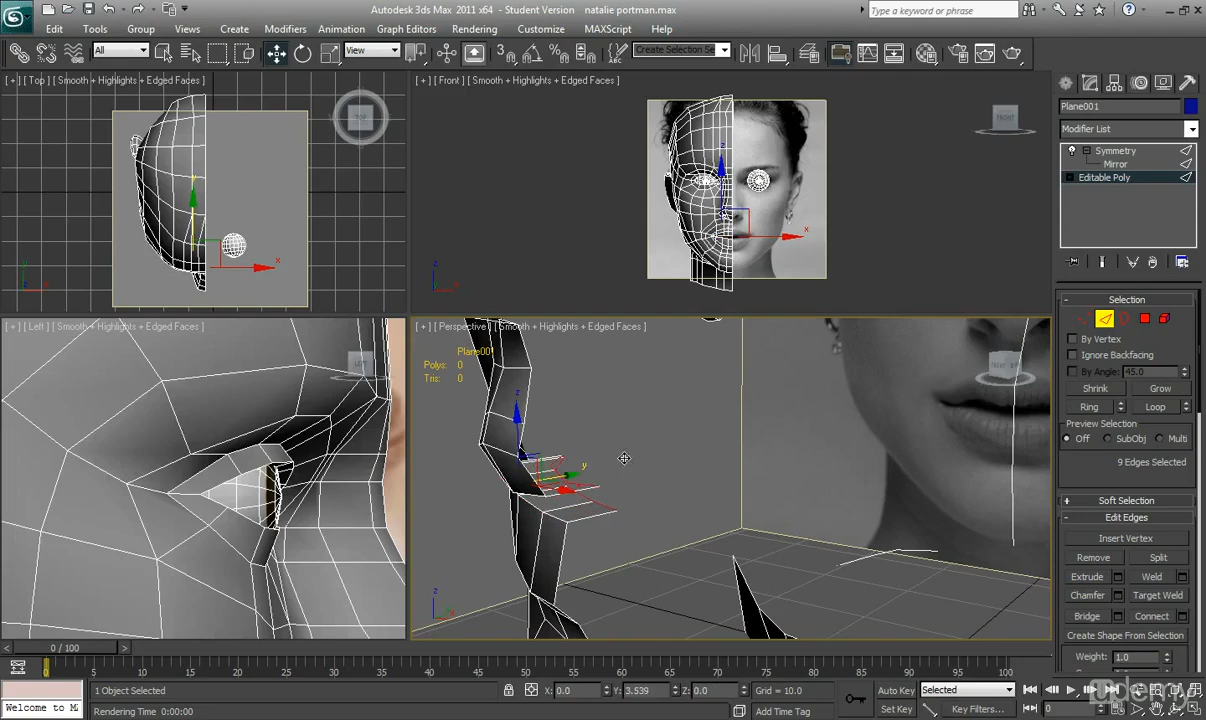 Autodesk 3ds Max 2011 x64 - Student Version natalie portman.max
Type a keyword or phrase
Edit Tools Group Views Create Modifiers Animation Graph Editors Rendering Customize MAXScript Help
All View 3 Create Selection Se
[ + ] [ Top ] [ Smooth + Highlights + Edged Faces ]
TOP
y
x
[ + ] [ Front ] [ Smooth + Highlights + Edged Faces ]
FRONT
z
x
[ + ] [ Left ] [ Smooth + Highlights + Edged Faces ]
LEFT
[ + ] [ Perspective ] [ Smooth + Highlights + Edged Faces ]
Plane001
Polys: 0
Tris: 0
z
y
Plane001
Modifier List
Symmetry
Mirror
Editable Poly
Selection
By Vertex
Ignore Backfacing
By Angle: 45.0
Shrink Grow
Ring Loop
Preview Selection
Off SubObj Multi
9 Edges Selected
Soft Selection
Edit Edges
Insert Vertex
Remove Split
Extrude Weld
Chamfer Target Weld
Bridge Connect
Create Shape From Selection
Weight: 1.0
0 / 100
0 5 10 15 20 25 30 35 40 45 50 55 60 65 70 75 80 85 90 95 100
1 Object Selected X: 0.0 Y: 3.539 Z: 0.0 Grid = 10.0 Auto Key Selected
Welcome to M
Rendering Time 0:00:00 Add Time Tag Set Key Key Filters... 0
udemy